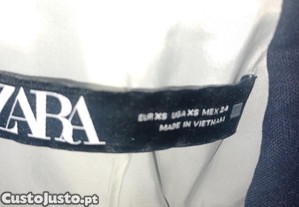 ZARA
EUR XS USA XS MEX 24
MADE IN VIETNAM
CustoJusto.pt